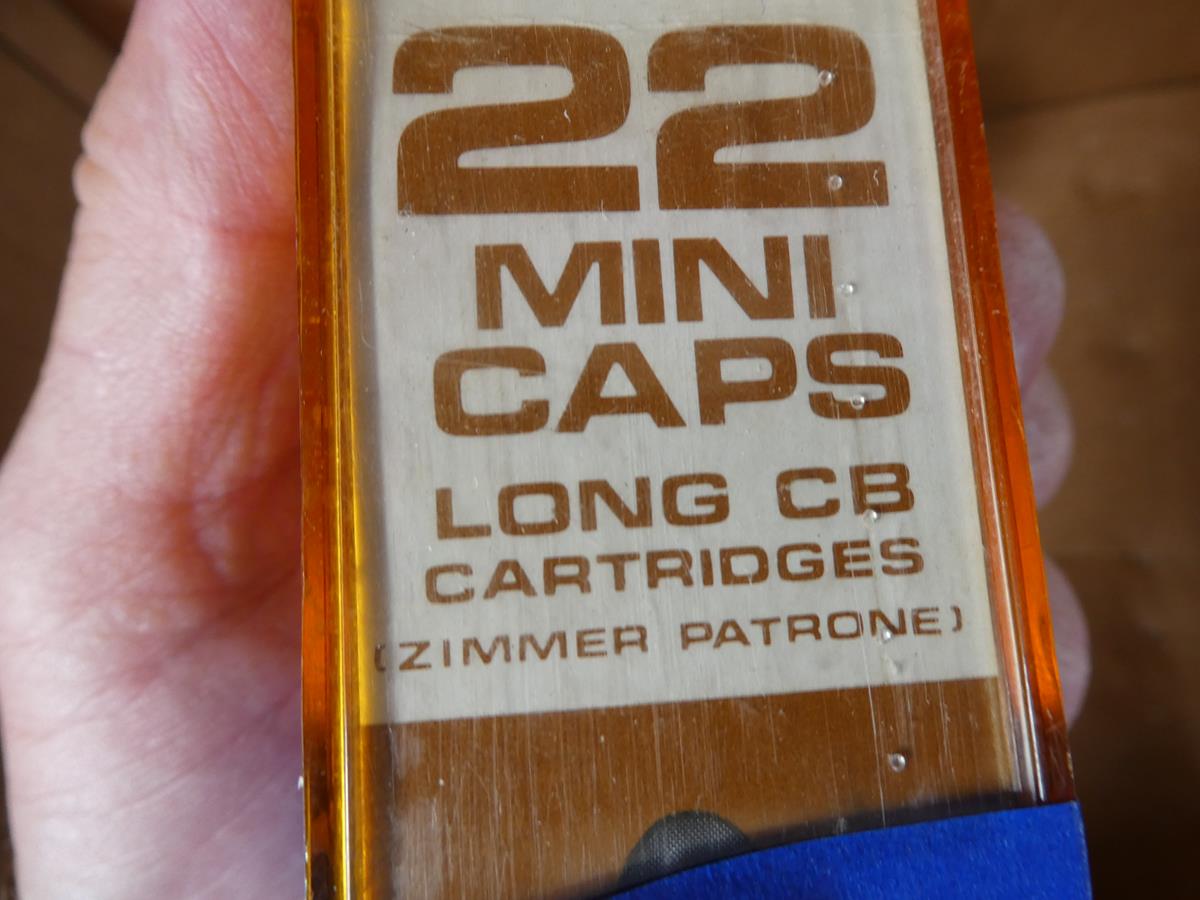 22
MINI
CAPS
LONG CB
CARTRIDGES
(ZIMMER PATRONE)